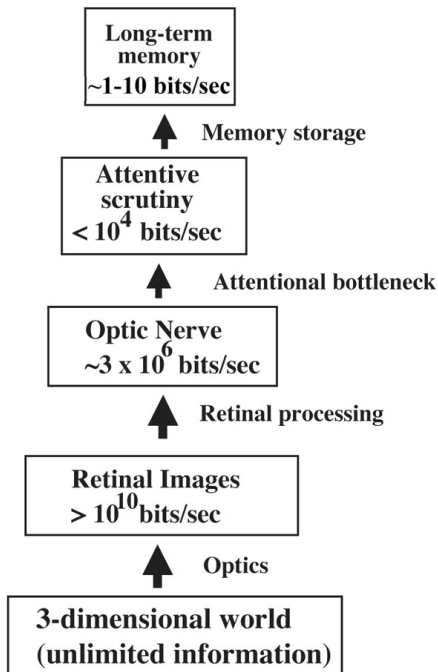 Long-term
memory
~1-10 bits/sec
Memory storage
Attentive
scrutiny
< 10^4 bits/sec
Attentional bottleneck
Optic Nerve
~3 x 10^6 bits/sec
Retinal processing
Retinal Images
> 10^10 bits/sec
Optics
3-dimensional world
(unlimited information)